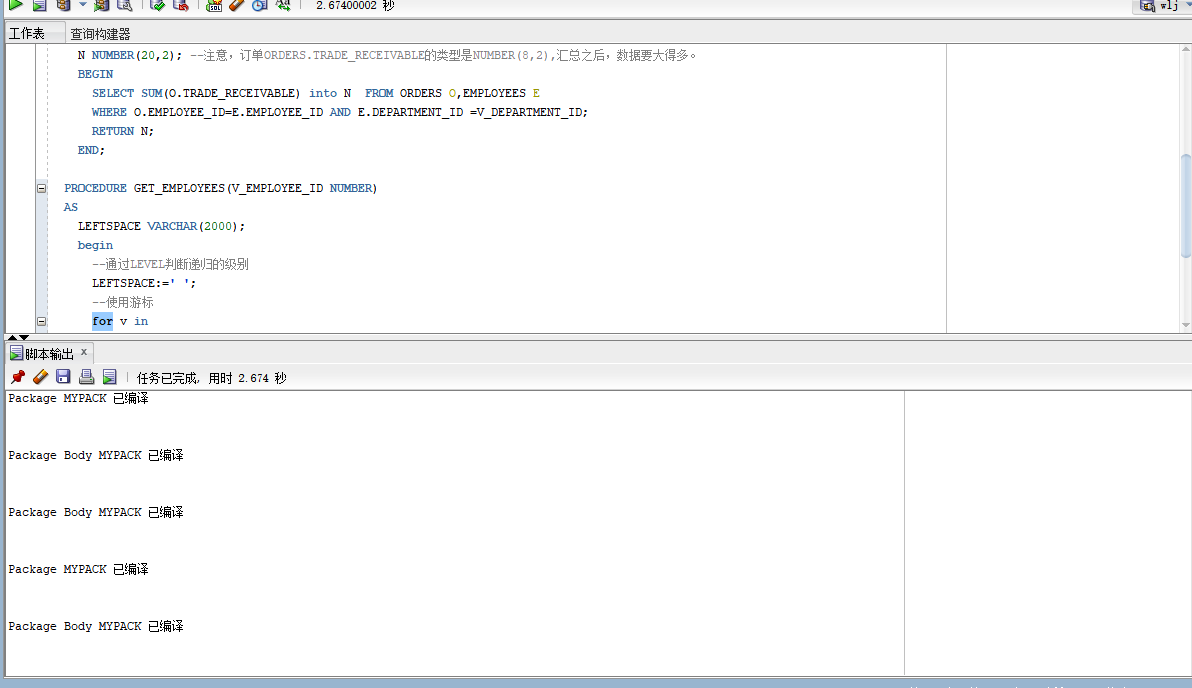 2.67400002 秒
wlj
工作表 查询构建器
N NUMBER(20,2); --注意，订单ORDERS.TRADE_RECEIVABLE的类型是NUMBER(8,2),汇总之后，数据要大得多。
BEGIN
SELECT SUM(O.TRADE_RECEIVABLE) into N  FROM ORDERS O,EMPLOYEES E
WHERE O.EMPLOYEE_ID=E.EMPLOYEE_ID AND E.DEPARTMENT_ID =V_DEPARTMENT_ID;
RETURN N;
END;
PROCEDURE GET_EMPLOYEES(V_EMPLOYEE_ID NUMBER)
AS
LEFTSPACE VARCHAR(2000);
begin
--通过LEVEL判断递归的级别
LEFTSPACE:=' ';
--使用游标
for v in
脚本输出 x
任务已完成, 用时 2.674 秒
Package MYPACK 已编译
Package Body MYPACK 已编译
Package Body MYPACK 已编译
Package MYPACK 已编译
Package Body MYPACK 已编译